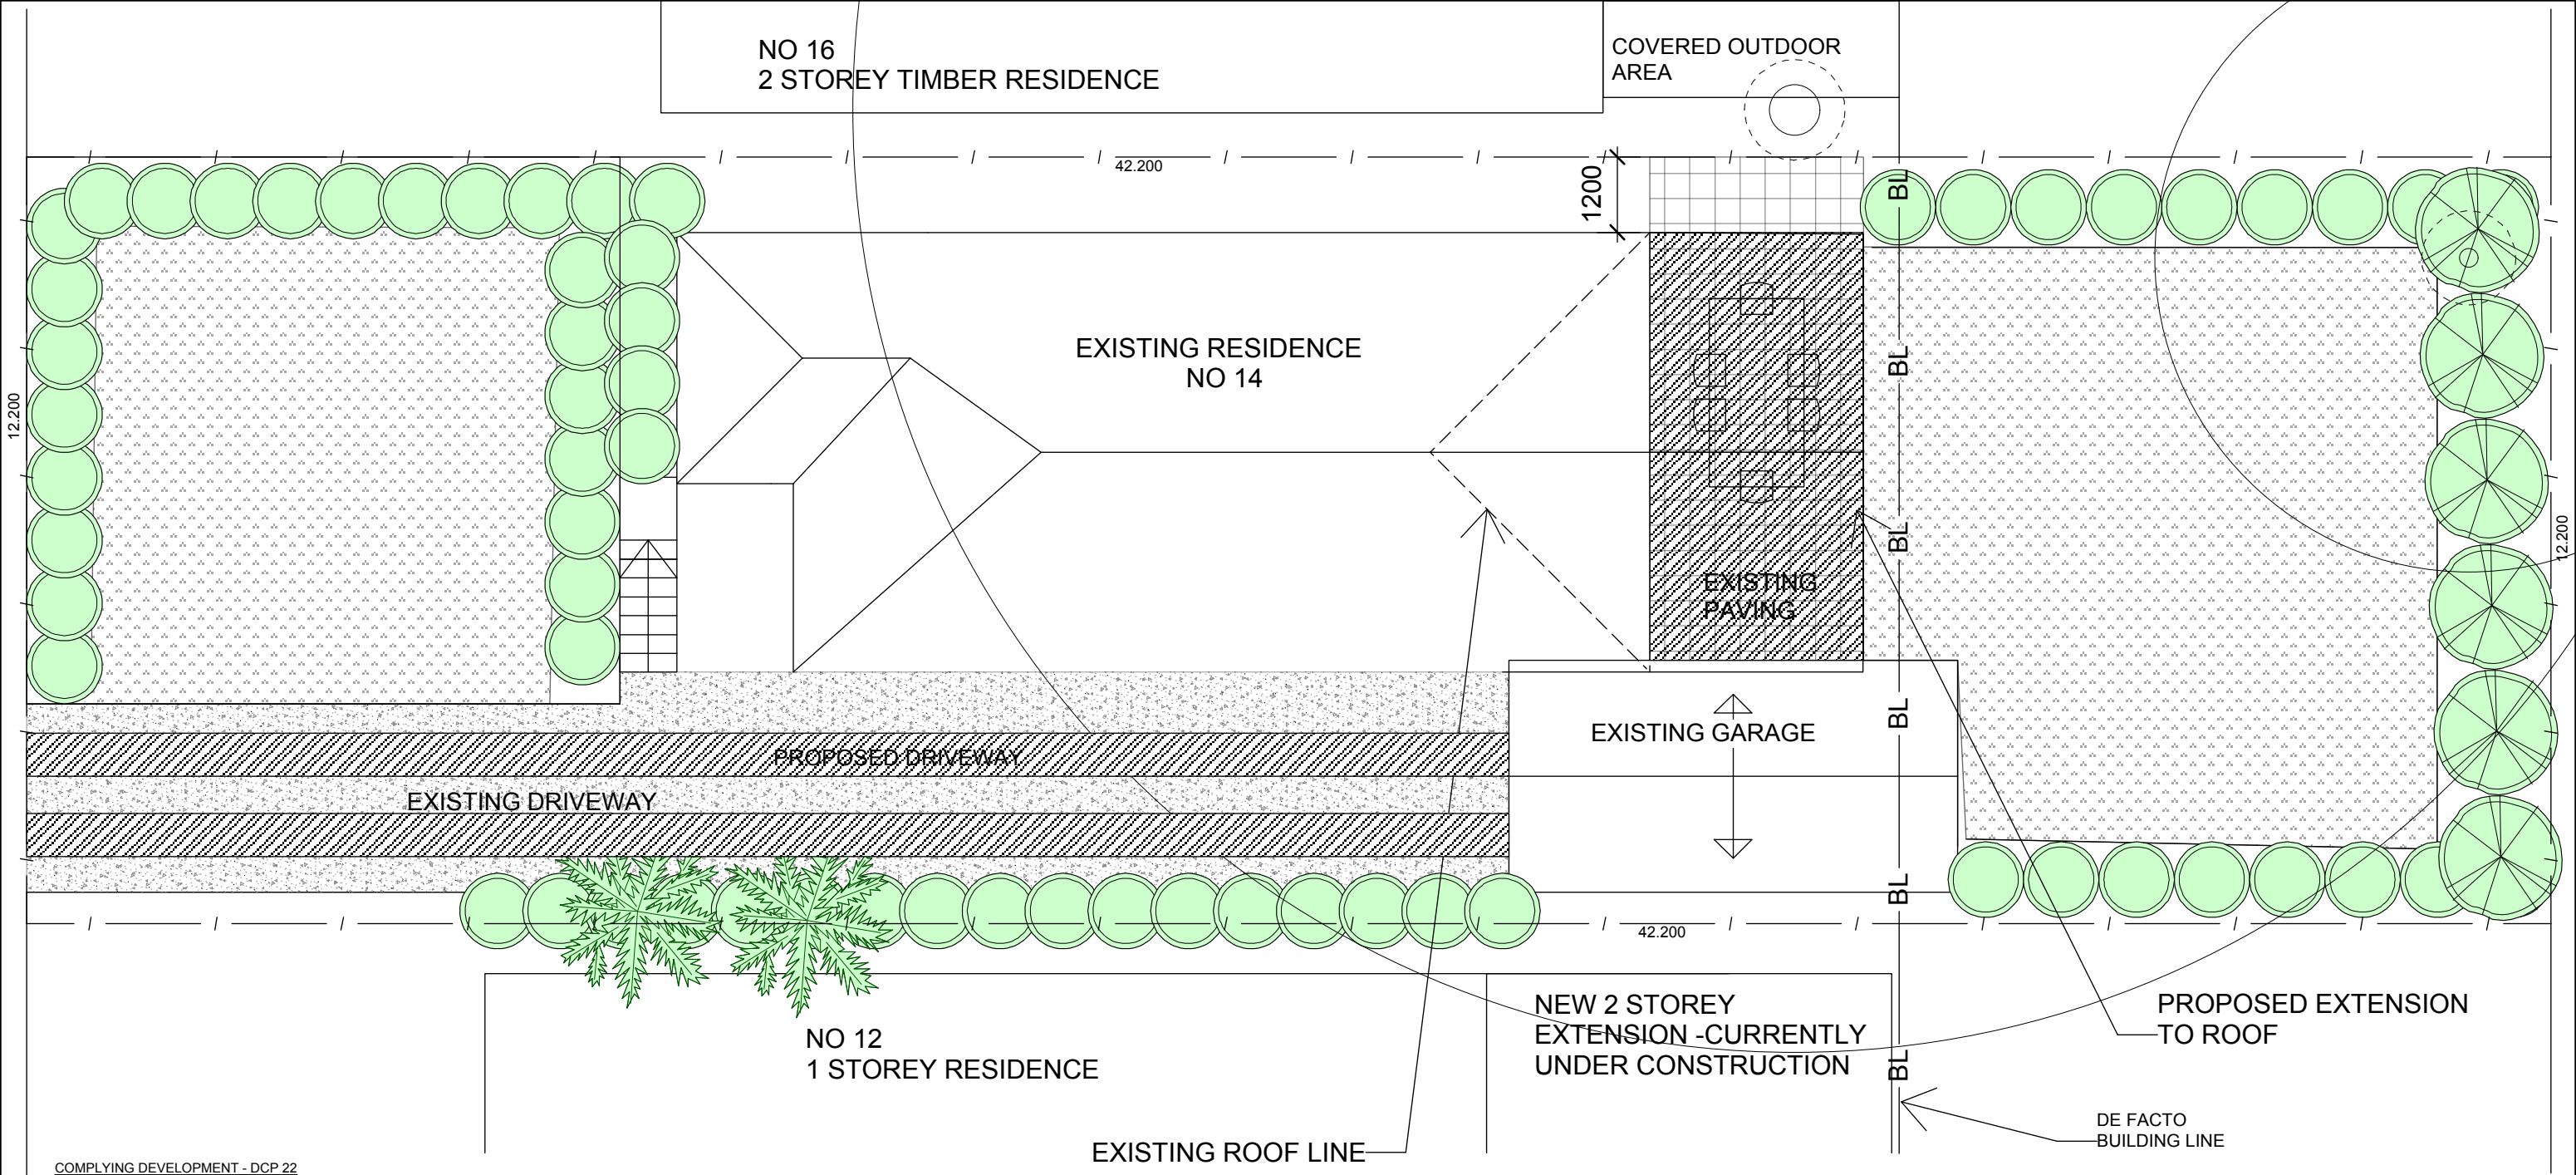 NO 16
2 STOREY TIMBER RESIDENCE
COVERED OUTDOOR
AREA
42.200
1200
BL
EXISTING RESIDENCE
NO 14
BL
12.200
BL
12.200
EXISTING
PAVING
BL
EXISTING GARAGE
PROPOSED DRIVEWAY
EXISTING DRIVEWAY
BL
42.200
NEW 2 STOREY
EXTENSION -CURRENTLY
UNDER CONSTRUCTION
PROPOSED EXTENSION
TO ROOF
NO 12
1 STOREY RESIDENCE
BL
DE FACTO
BUILDING LINE
EXISTING ROOF LINE
COMPLYING DEVELOPMENT - DCP 22